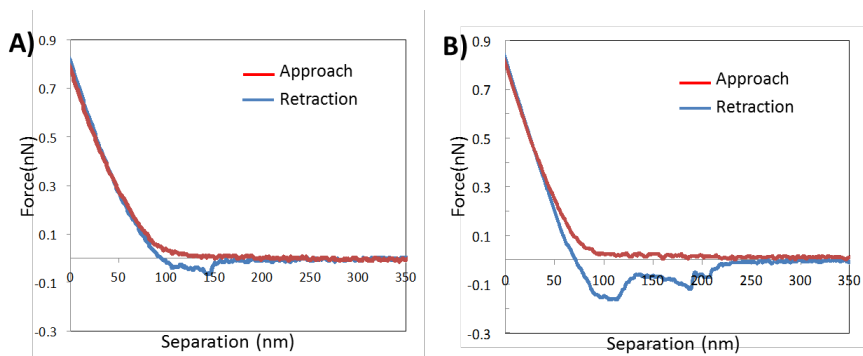 A)
0.9
0.7
0.5
0.3
0.1
-0.1
-0.3
Force(nN)
Approach
Retraction
0 50 100 150 200 250 300 350
Separation (nm)
B)
0.9
0.7
0.5
0.3
0.1
-0.1
-0.3
Force(nN)
Approach
Retraction
0 50 100 150 200 250 300 350
Separation (nm)